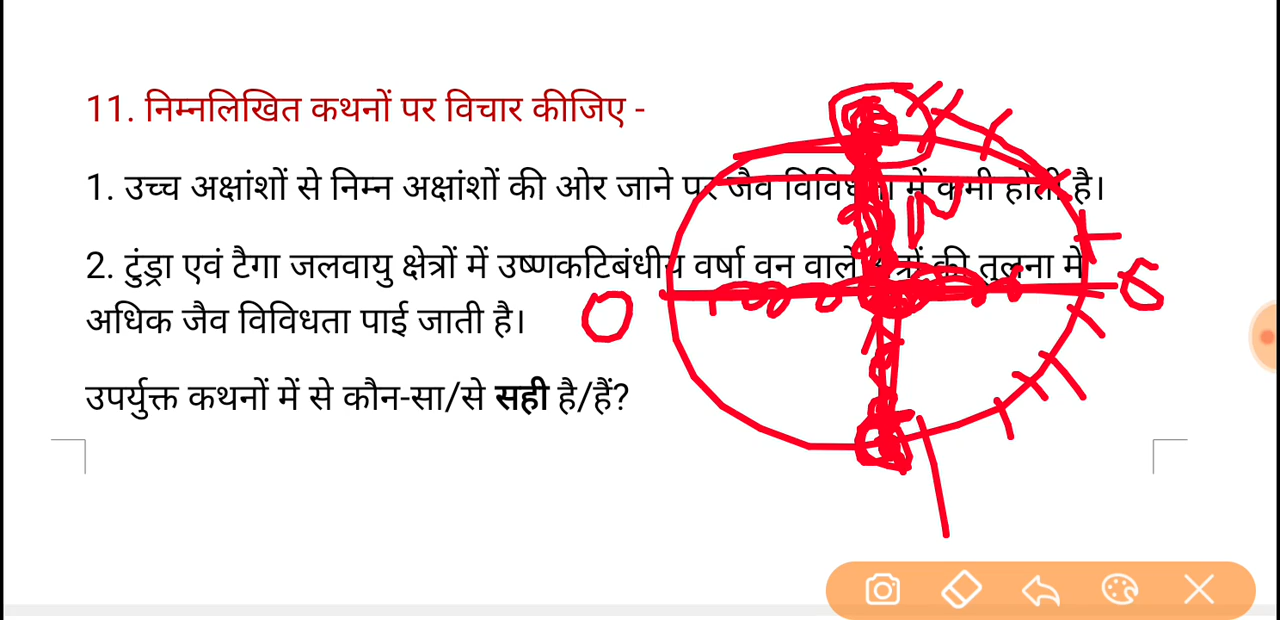 11. निम्नलिखित कथनों पर विचार कीजिए -
1. उच्च अक्षांशों से निम्न अक्षांशों की ओर जाने पर जैव विविधता में कमी होती है।
2. टुंड्रा एवं टैगा जलवायु क्षेत्रों में उष्णकटिबंधीय वर्षा वन वाले क्षेत्रों की तुलना में
अधिक जैव विविधता पाई जाती है। 0
उपर्युक्त कथनों में से कौन-सा/से सही है/हैं?